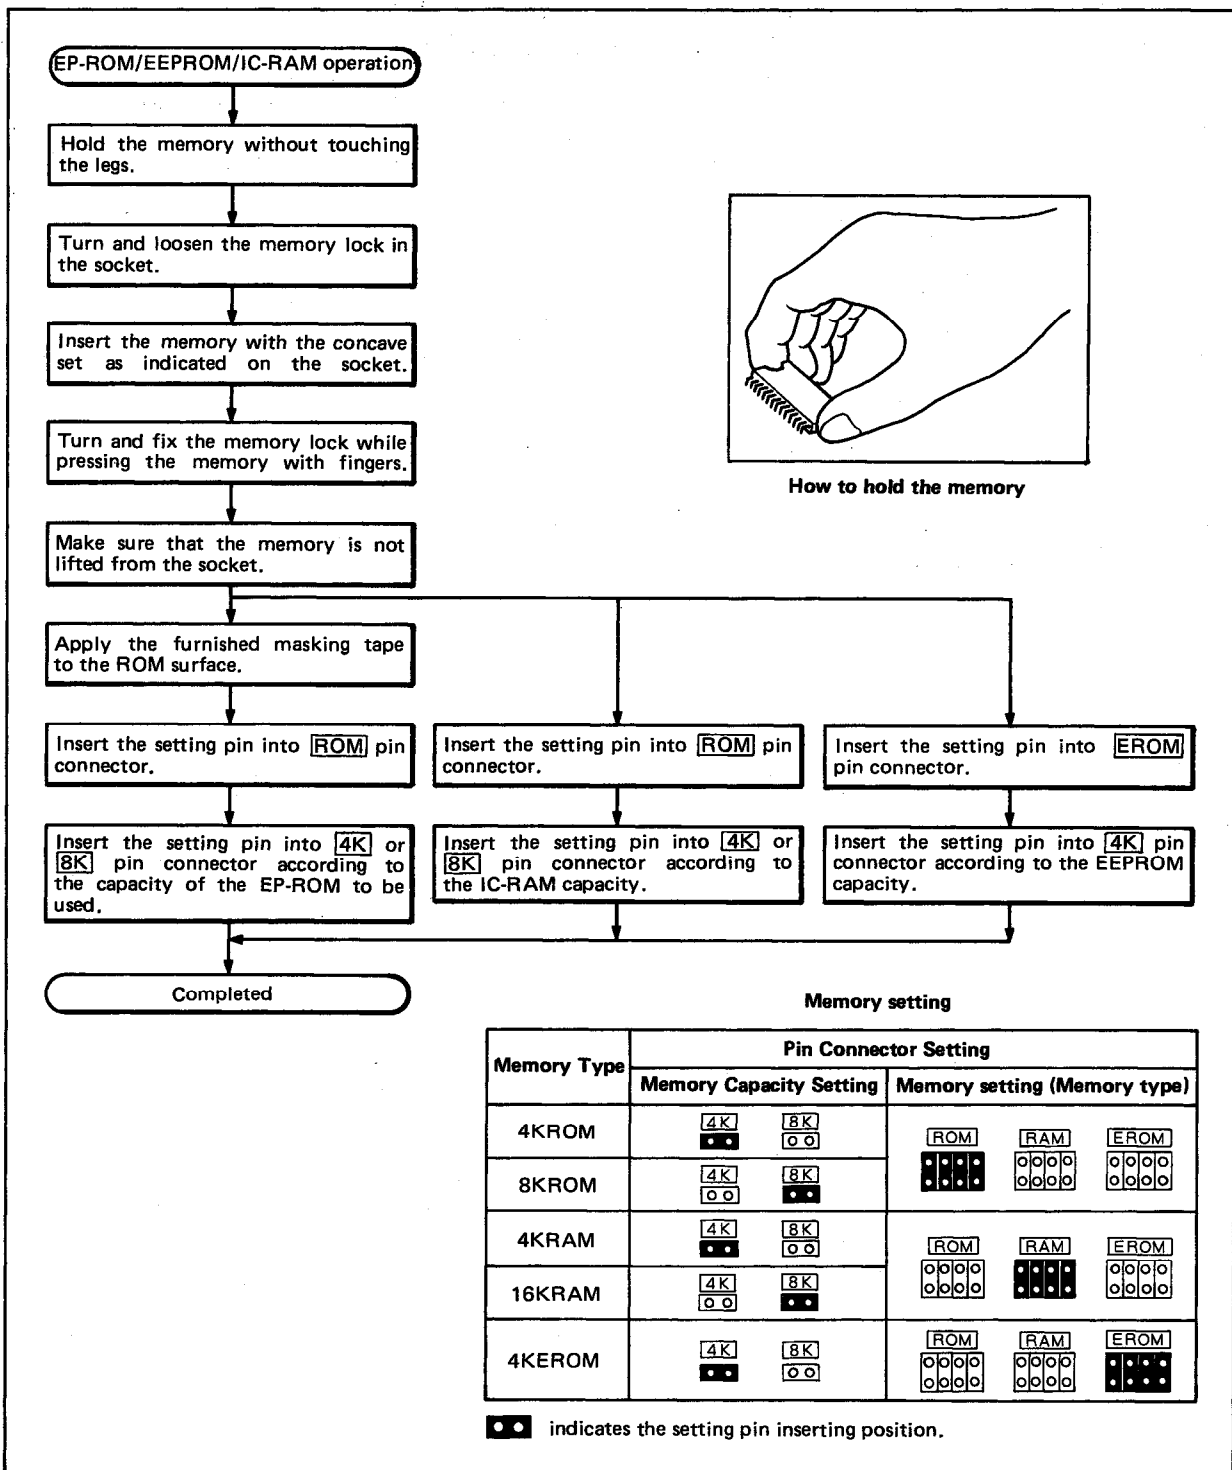 EP-ROM/EEPROM/IC-RAM operation
Hold the memory without touching
the legs.
Turn and loosen the memory lock in
the socket.
Insert the memory with the concave
set as indicated on the socket.
Turn and fix the memory lock while
pressing the memory with fingers.
How to hold the memory
Make sure that the memory is not
lifted from the socket.
Apply the furnished masking tape
to the ROM surface.
Insert the setting pin into ROM pin
connector.
Insert the setting pin into ROM pin
connector.
Insert the setting pin into EROM
pin connector.
Insert the setting pin into 4K or
8K pin connector according to
the capacity of the EP-ROM to be
used.
Insert the setting pin into 4K or
8K pin connector according to
the IC-RAM capacity.
Insert the setting pin into 4K pin
connector according to the EEPROM
capacity.
Completed
Memory setting
Memory Type
Pin Connector Setting
Memory Capacity Setting
Memory setting (Memory type)
4KROM
4K 8K
ROM RAM EROM
8KROM
4K 8K
4KRAM
4K 8K
ROM RAM EROM
16KRAM
4K 8K
4KEROM
4K 8K
ROM RAM EROM
indicates the setting pin inserting position.